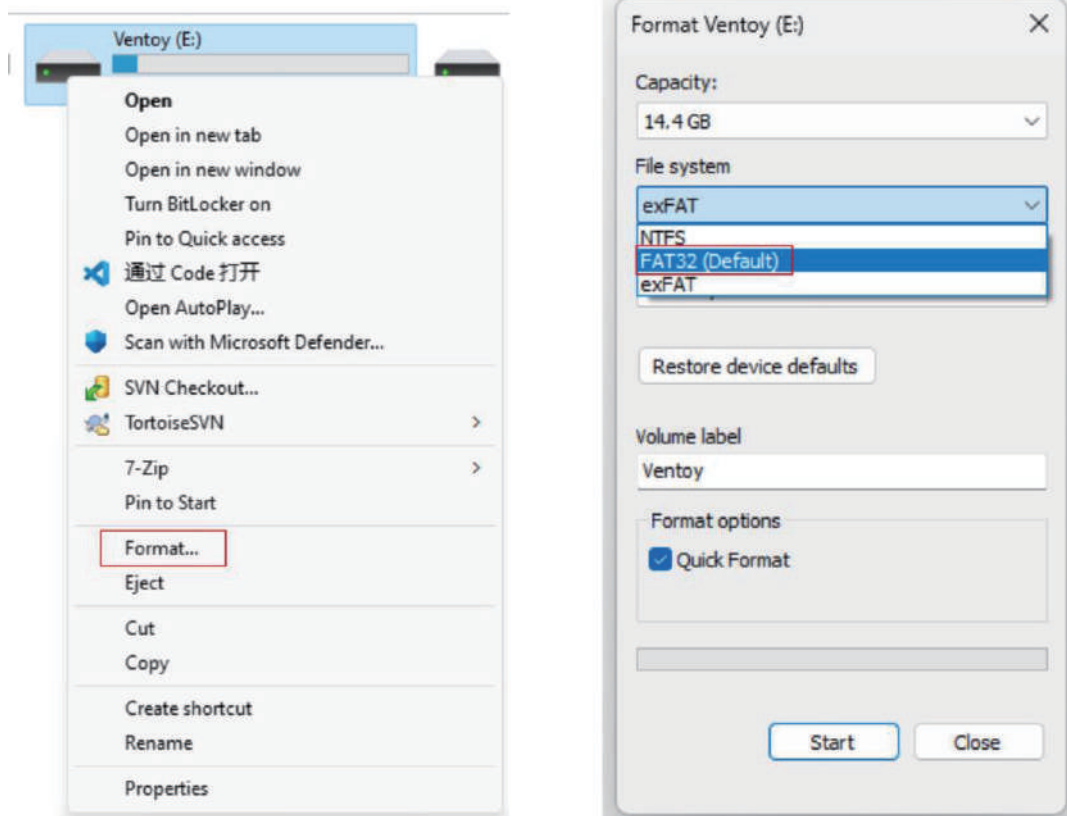 Ventoy (E:)
Open
Open in new tab
Open in new window
Turn BitLocker on
Pin to Quick access
通过 Code 打开
Open AutoPlay...
Scan with Microsoft Defender...
SVN Checkout...
TortoiseSVN
7-Zip
Pin to Start
Format...
Eject
Cut
Copy
Create shortcut
Rename
Properties
Format Ventoy (E:)
Capacity:
14.4 GB
File system
exFAT
NTFS
FAT32 (Default)
exFAT
Restore device defaults
Volume label
Ventoy
Format options
Quick Format
Start
Close